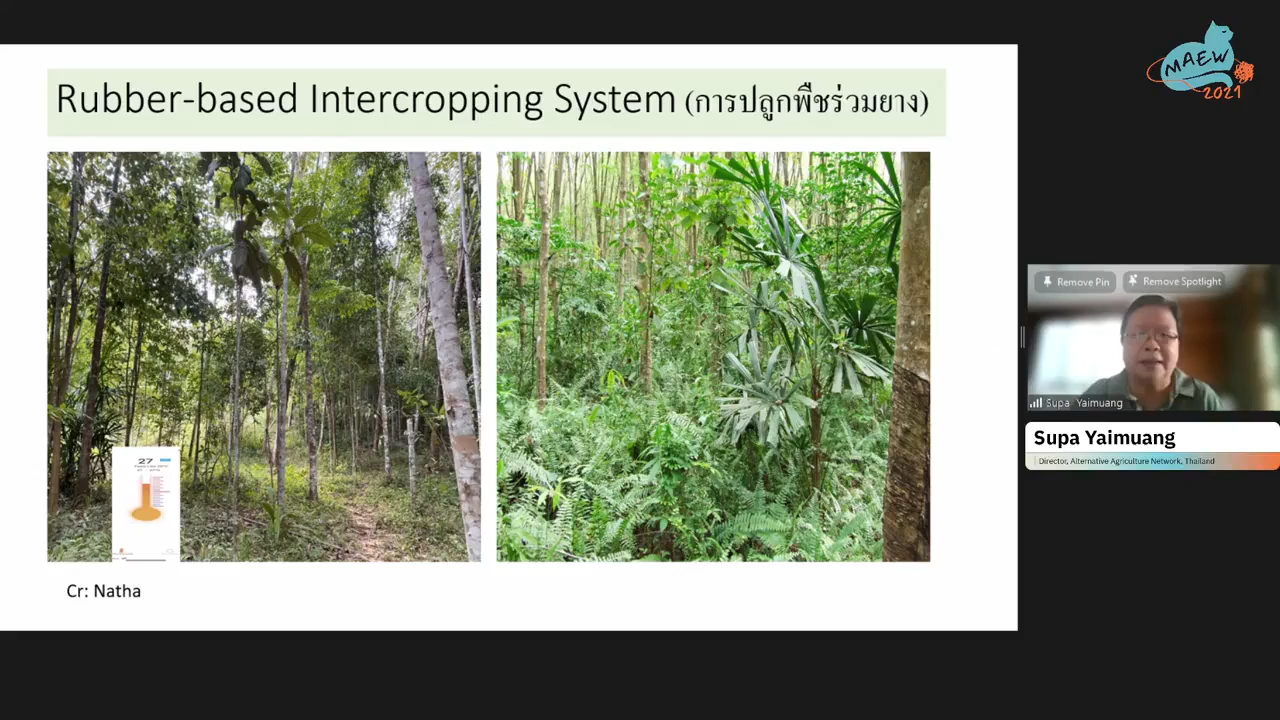 Rubber-based Intercropping System (การปลูกพืชร่วมยาง)
27
Cr: Natha
MAEW
2021
Remove Pin
Remove Spotlight
Supa Yaimuang
Supa Yaimuang
Director, Alternative Agriculture Network, Thailand